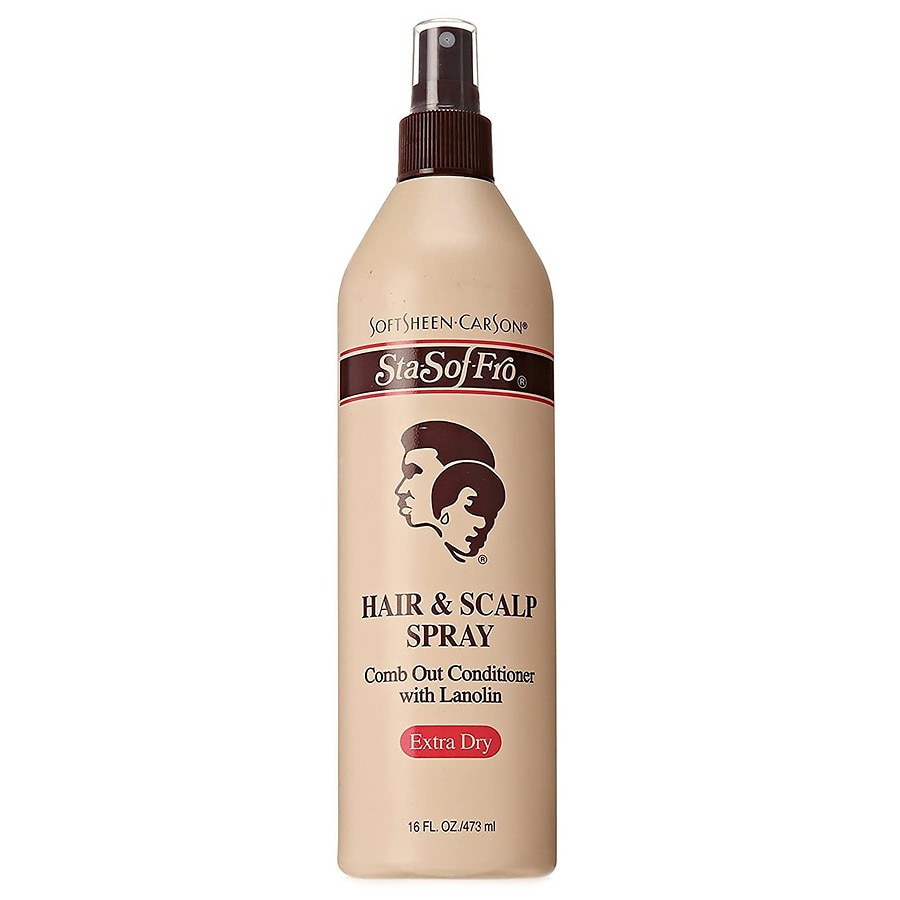 SOFTSHEEN·CARSON®
Sta-Sof-Fro®
®
HAIR & SCALP
SPRAY
Comb Out Conditioner
with Lanolin
Extra Dry
16 FL. OZ./473 ml